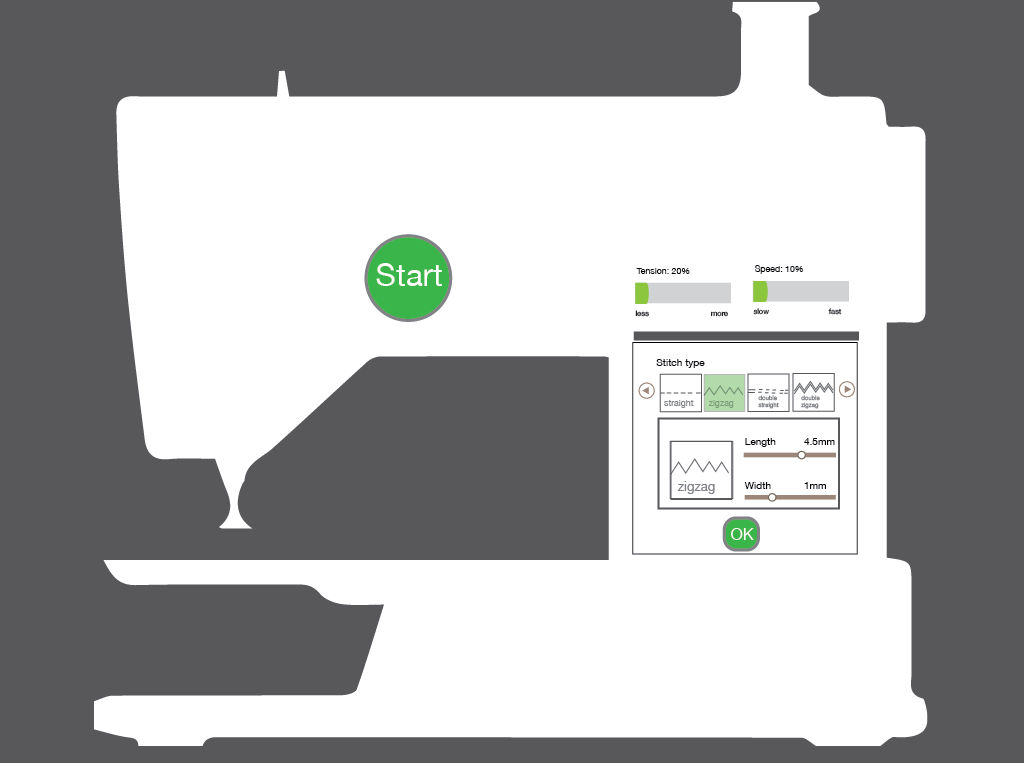 Start
Tension: 20%
less more
Speed: 10%
slow fast
Stitch type
straight
zigzag
double
straight
double
zigzag
zigzag
Length 4.5mm
Width 1mm
OK